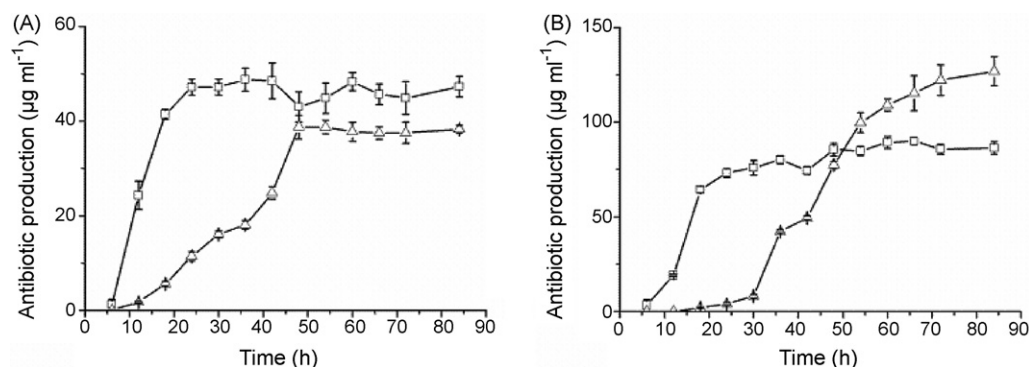 (A)
60
40
20
0
Antibiotic production (µg ml⁻¹)
0 10 20 30 40 50 60 70 80 90
Time (h)
(B)
150
100
50
0
Antibiotic production (µg ml⁻¹)
0 10 20 30 40 50 60 70 80 90
Time (h)